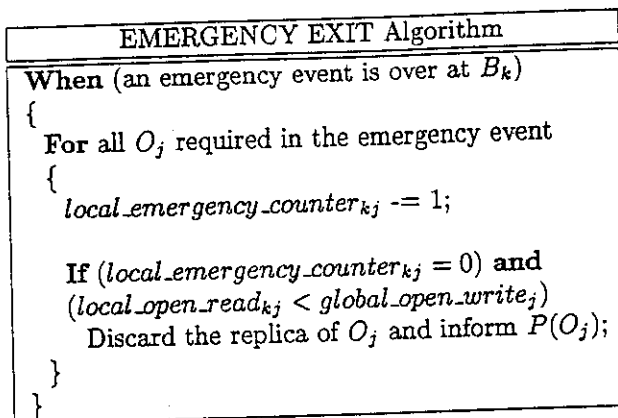 EMERGENCY EXIT Algorithm
When (an emergency event is over at B_k)
{
For all O_j required in the emergency event
{
local_emergency_counter_kj -= 1;
If (local_emergency_counter_kj = 0) and
(local_open_read_kj < global_open_write_j)
Discard the replica of O_j and inform P(O_j);
}
}